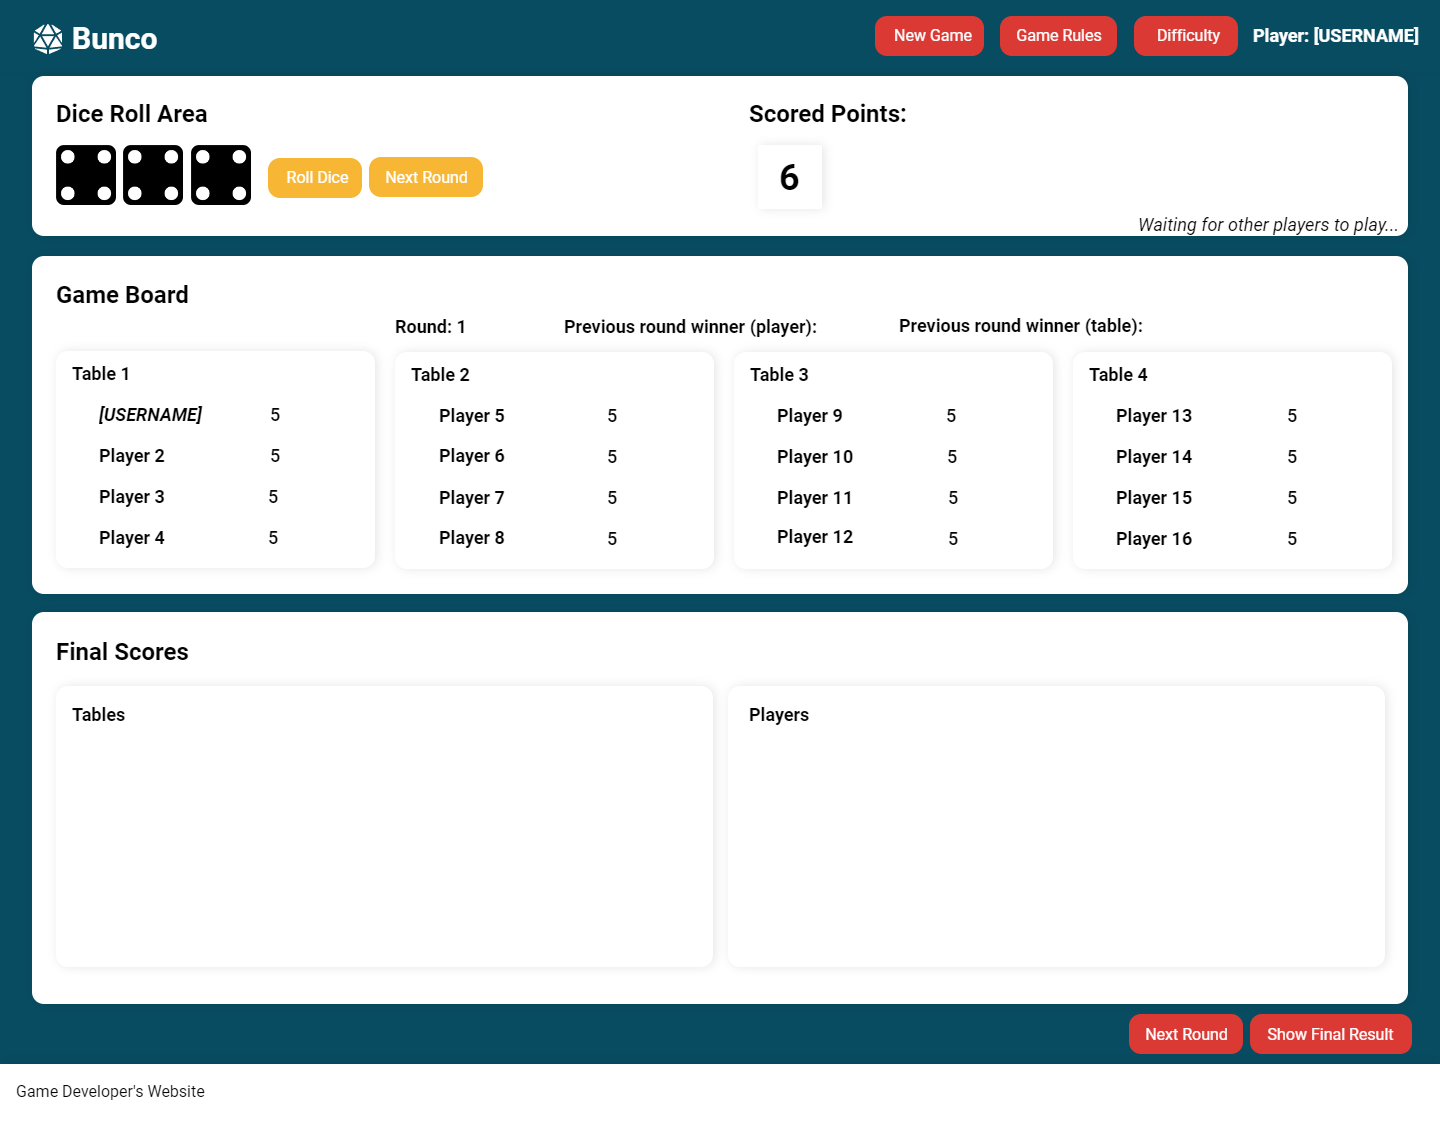 Bunco
New Game
Game Rules
Difficulty
Player: [USERNAME]
Dice Roll Area
Roll Dice
Next Round
Scored Points:
6
Waiting for other players to play...
Game Board
Round: 1
Previous round winner (player):
Previous round winner (table):
Table 1
[USERNAME] 5
Player 2 5
Player 3 5
Player 4 5
Table 2
Player 5 5
Player 6 5
Player 7 5
Player 8 5
Table 3
Player 9 5
Player 10 5
Player 11 5
Player 12 5
Table 4
Player 13 5
Player 14 5
Player 15 5
Player 16 5
Final Scores
Tables
Players
Next Round
Show Final Result
Game Developer's Website